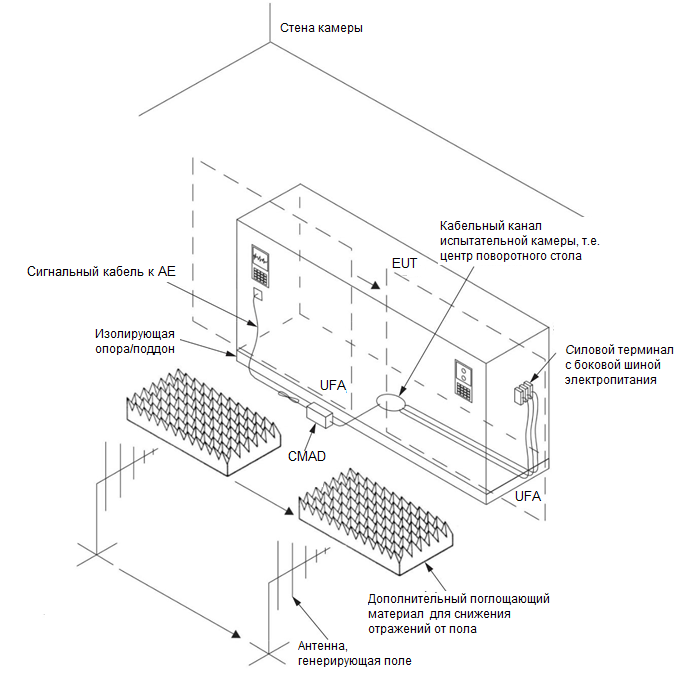 Стена камеры
Кабельный канал
испытательной камеры, т.е.
центр поворотного стола
EUT
Сигнальный кабель к AE
Изолирующая
опора/поддон
Силовой терминал
с боковой шиной
электропитания
UFA
CMAD
UFA
Дополнительный поглощающий
материал для снижения
отражений от пола
Антенна,
генерирующая поле